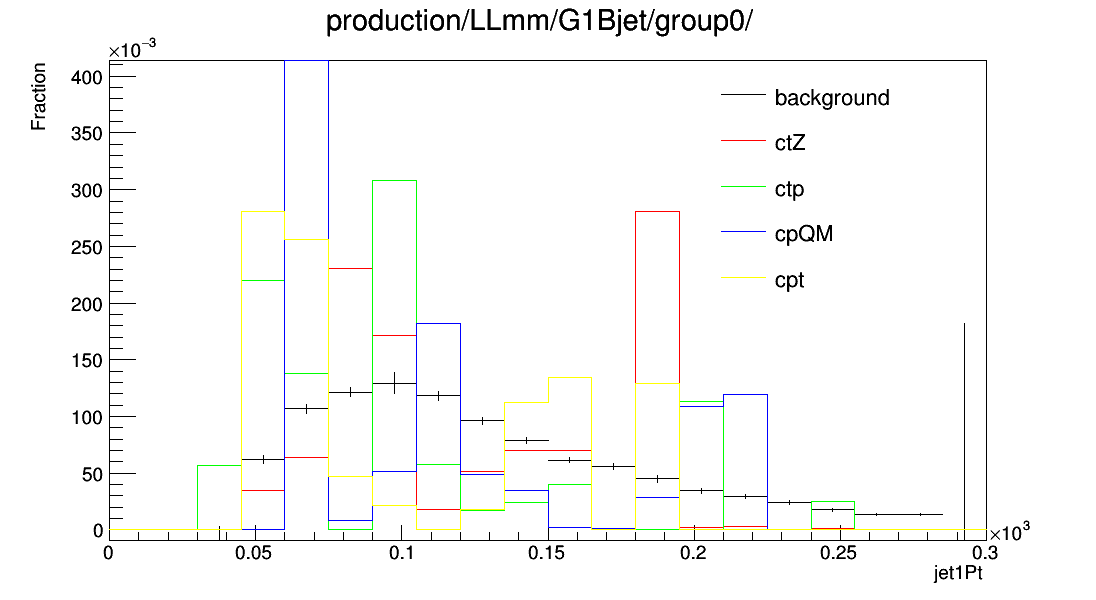 production/LLmm/G1Bjet/group0/
×10⁻³
Fraction
400
350
300
250
200
150
100
50
0
background
ctZ
ctp
cpQM
cpt
0 0.05 0.1 0.15 0.2 0.25 0.3
×10³
jet1Pt